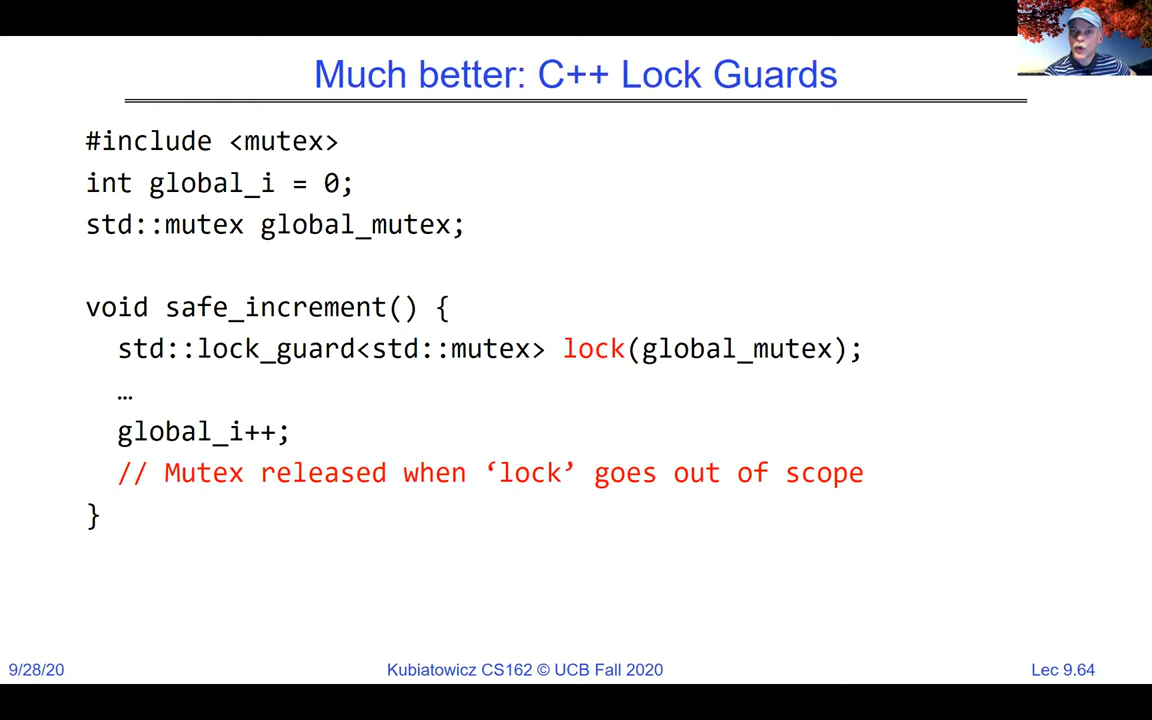 Much better: C++ Lock Guards
#include <mutex>
int global_i = 0;
std::mutex global_mutex;
void safe_increment() {
std::lock_guard<std::mutex> lock(global_mutex);
…
global_i++;
// Mutex released when ‘lock’ goes out of scope
}
9/28/20
Kubiatowicz CS162 © UCB Fall 2020
Lec 9.64